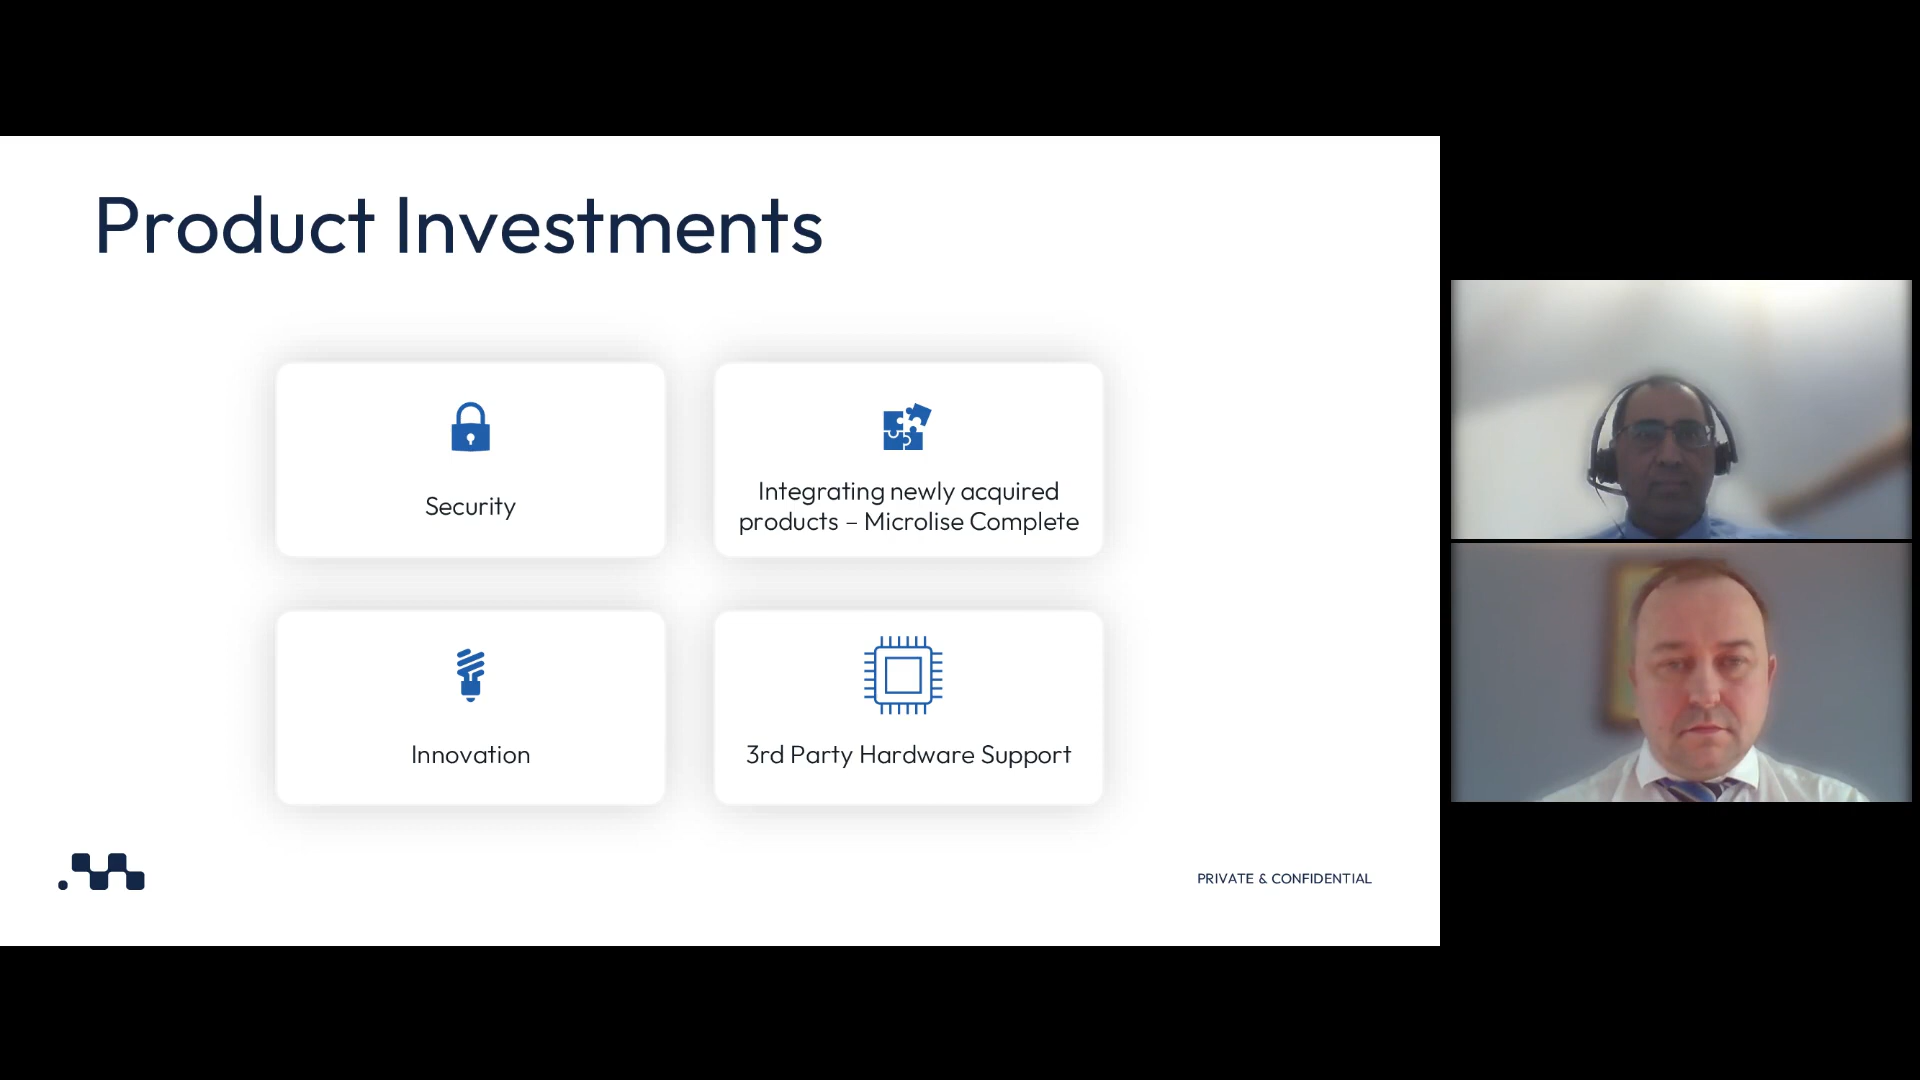 Product Investments
Security
Integrating newly acquired
products – Microlise Complete
Innovation
3rd Party Hardware Support
PRIVATE & CONFIDENTIAL